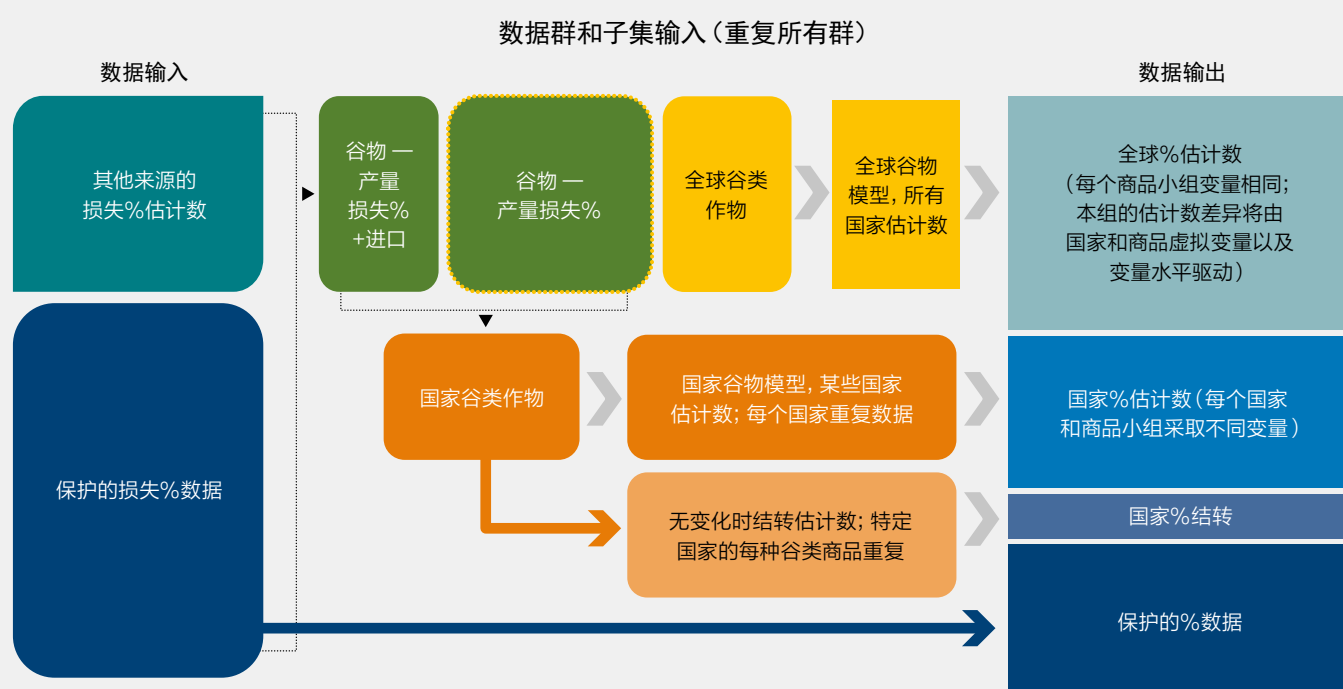 数据群和子集输入（重复所有群）
数据输入
数据输出
其他来源的
损失%估计数
谷物 —
产量
损失%
+进口
谷物 —
产量损失%
全球谷类
作物
全球谷物
模型，所有
国家估计数
全球%估计数
（每个商品小组变量相同；
本组的估计数差异将由
国家和商品虚拟变量以及
变量水平驱动）
保护的损失%数据
国家谷类作物
国家谷物模型，某些国家
估计数；每个国家重复数据
国家%估计数（每个国家
和商品小组采取不同变量）
无变化时结转估计数；特定
国家的每种谷类商品重复
国家%结转
保护的%数据